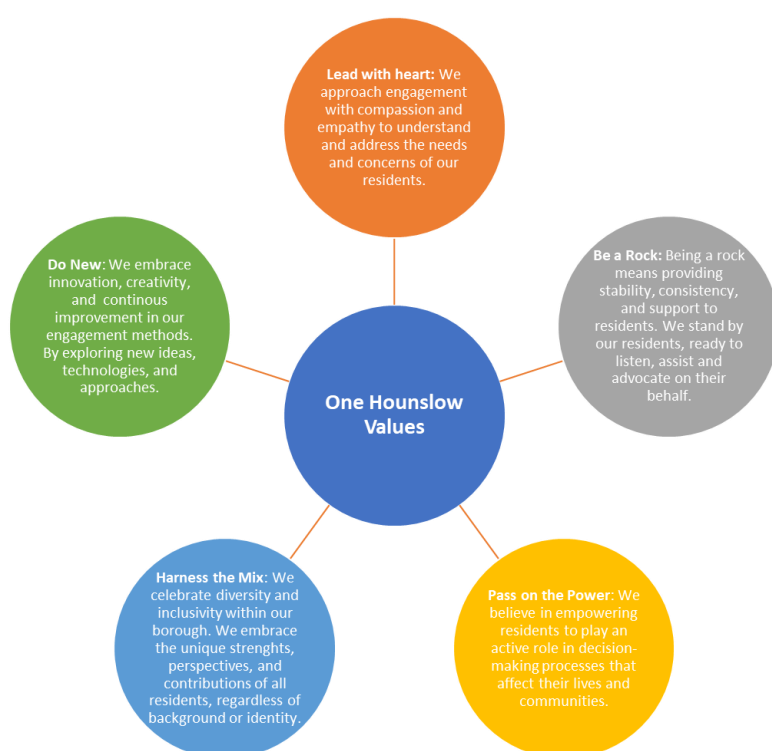 Lead with heart: We
approach engagement
with compassion and
empathy to understand
and address the needs
and concerns of our
residents.
Be a Rock: Being a rock
means providing
stability, consistency,
and support to
residents. We stand by
our residents, ready to
listen, assist and
advocate on their
behalf.
Pass on the Power: We
believe in empowering
residents to play an
active role in decision-
making processes that
affect their lives and
communities.
Harness the Mix: We
celebrate diversity and
inclusivity within our
borough. We embrace
the unique strenghts,
perspectives, and
contributions of all
residents, regardless of
background or identity.
Do New: We embrace
innovation, creativity,
and continous
improvement in our
engagement methods.
By exploring new ideas,
technologies, and
approaches.
One Hounslow
Values